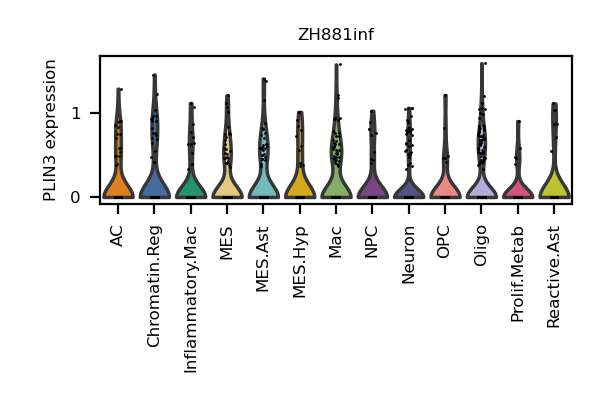 ZH881inf
PLIN3 expression
1
0
AC
Chromatin.Reg
Inflammatory.Mac
MES
MES.Ast
MES.Hyp
Mac
NPC
Neuron
OPC
Oligo
Prolif.Metab
Reactive.Ast